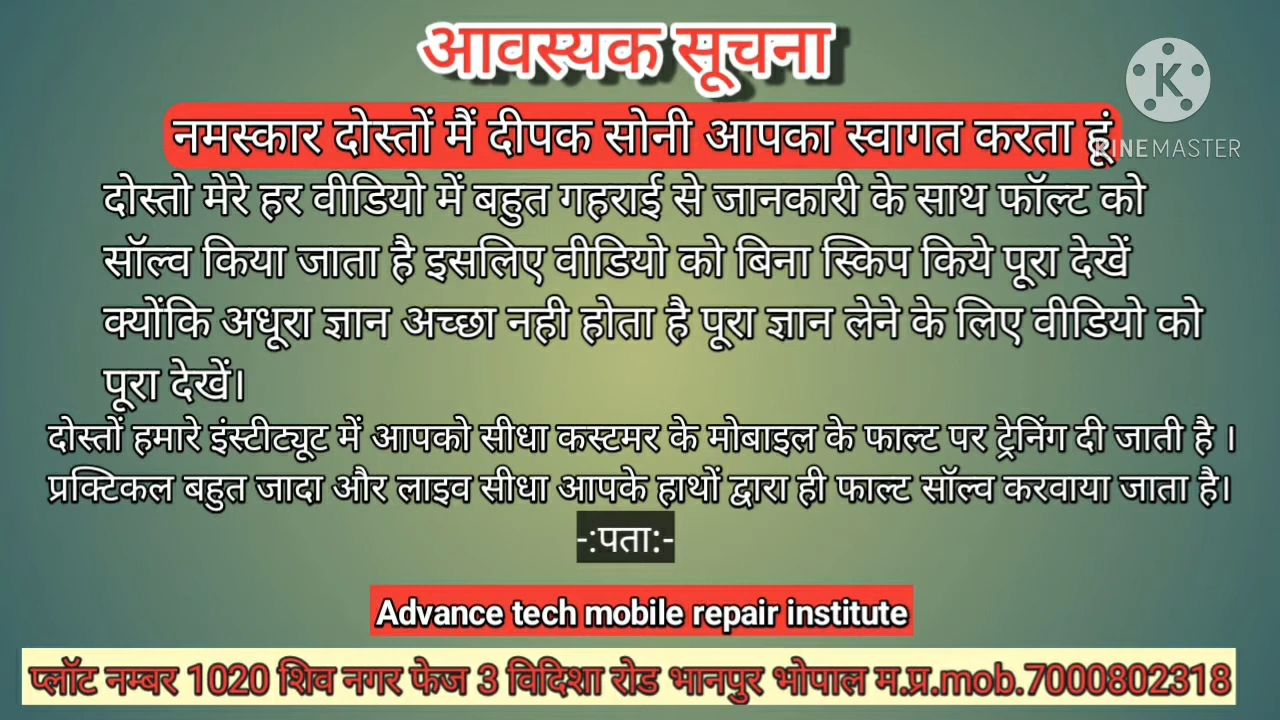 आवस्यक सूचना
K
KINEMASTER
नमस्कार दोस्तों मैं दीपक सोनी आपका स्वागत करता हूं
दोस्तो मेरे हर वीडियो में बहुत गहराई से जानकारी के साथ फॉल्ट को
सॉल्व किया जाता है इसलिए वीडियो को बिना स्किप किये पूरा देखें
क्योंकि अधूरा ज्ञान अच्छा नही होता है पूरा ज्ञान लेने के लिए वीडियो को
पूरा देखें।
दोस्तों हमारे इंस्टीट्यूट में आपको सीधा कस्टमर के मोबाइल के फाल्ट पर ट्रेनिंग दी जाती है ।
प्रक्टिकल बहुत जादा और लाइव सीधा आपके हाथों द्वारा ही फाल्ट सॉल्व करवाया जाता है।
-:पता:-
Advance tech mobile repair institute
प्लॉट नम्बर 1020 शिव नगर फेज 3 विदिशा रोड भानपुर भोपाल म.प्र.mob.7000802318